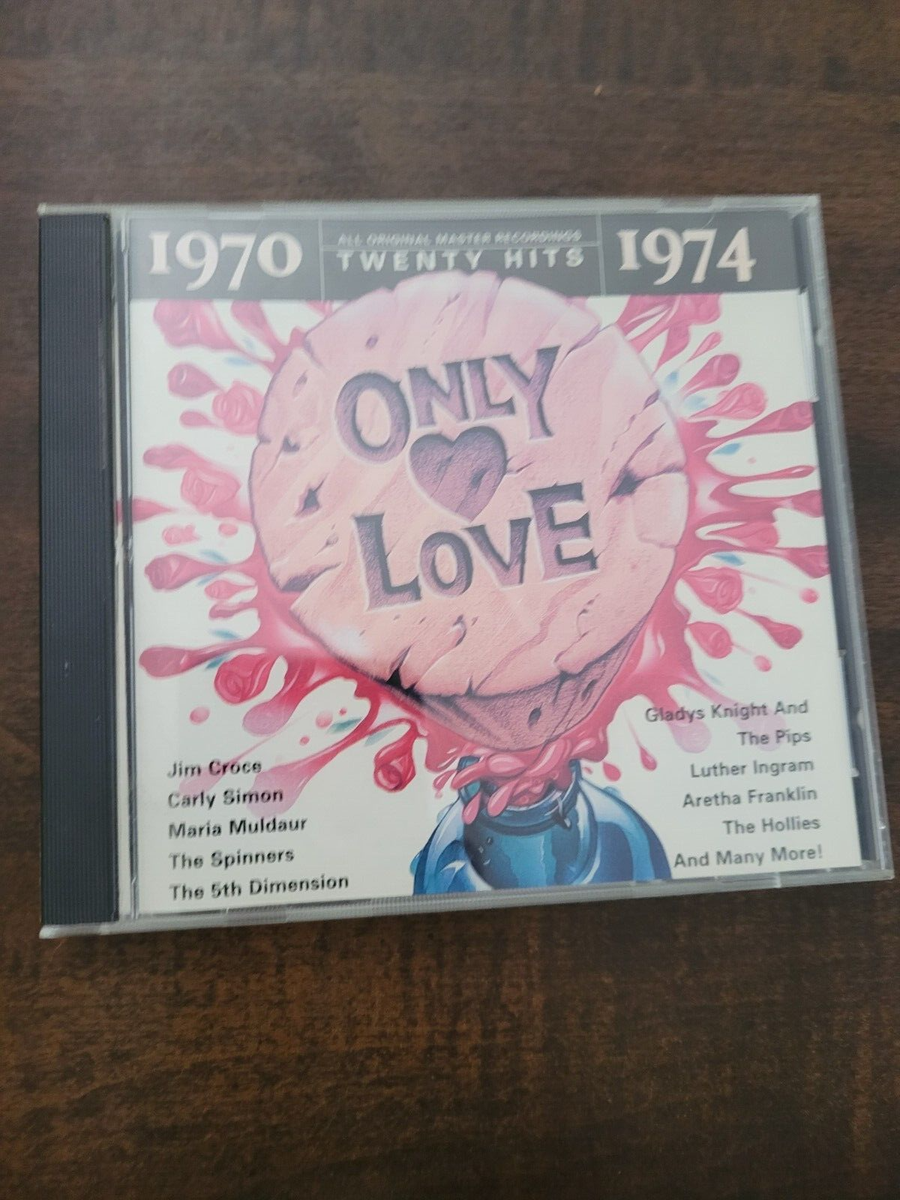 1970
ALL ORIGINAL MASTER RECORDINGS
TWENTY HITS
1974
ONLY
LOVE
Jim Croce
Carly Simon
Maria Muldaur
The Spinners
The 5th Dimension
Gladys Knight And
The Pips
Luther Ingram
Aretha Franklin
The Hollies
And Many More!